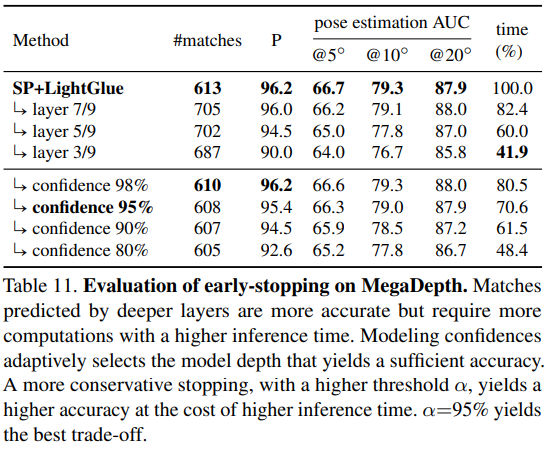 Method #matches P pose estimation AUC time
@5° @10° @20° (%)
SP+LightGlue 613 96.2 66.7 79.3 87.9 100.0
↳ layer 7/9 705 96.0 66.2 79.1 88.0 82.4
↳ layer 5/9 702 94.5 65.0 77.8 87.0 60.0
↳ layer 3/9 687 90.0 64.0 76.7 85.8 41.9
↳ confidence 98% 610 96.2 66.6 79.3 88.0 80.5
↳ confidence 95% 608 95.4 66.3 79.0 87.9 70.6
↳ confidence 90% 607 94.5 65.9 78.5 87.2 61.5
↳ confidence 80% 605 92.6 65.2 77.8 86.7 48.4
Table 11. Evaluation of early-stopping on MegaDepth. Matches
predicted by deeper layers are more accurate but require more
computations with a higher inference time. Modeling confidences
adaptively selects the model depth that yields a sufficient accuracy.
A more conservative stopping, with a higher threshold α, yields a
higher accuracy at the cost of higher inference time. α=95% yields
the best trade-off.